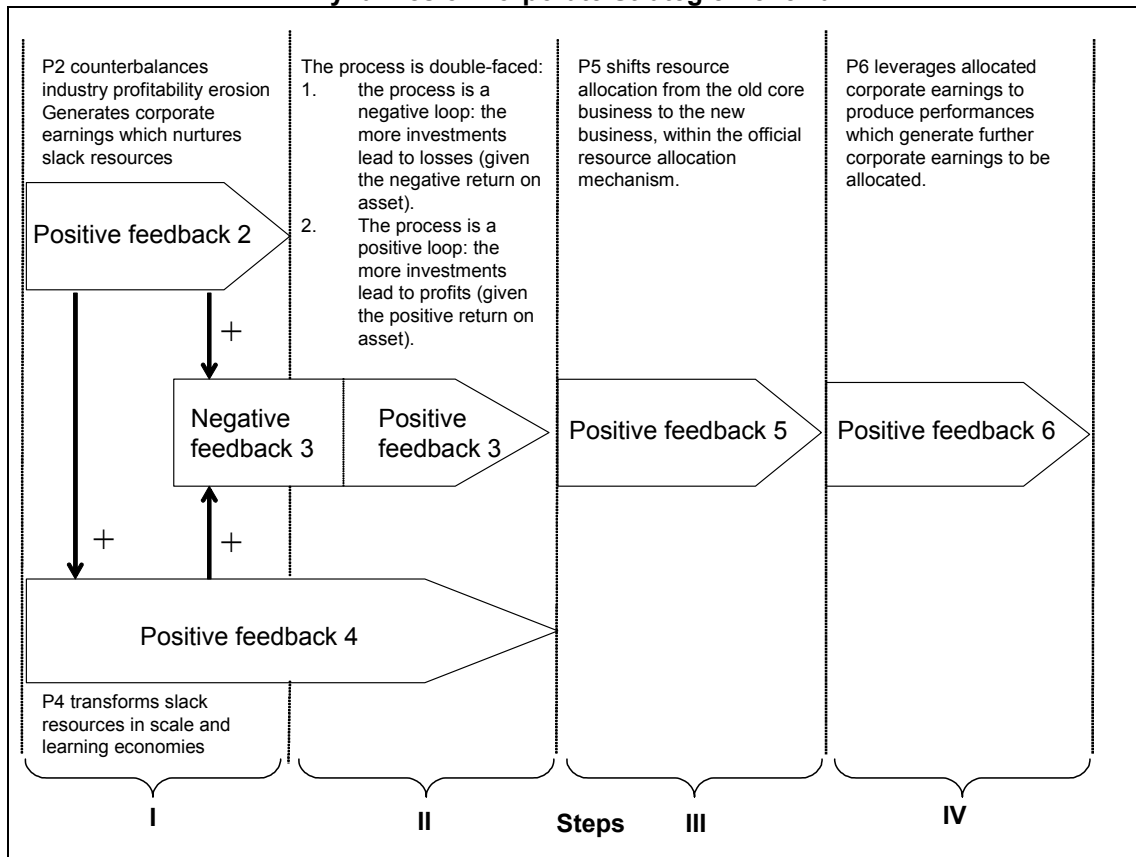 P2 counterbalances
industry profitability erosion
Generates corporate
earnings which nurtures
slack resources
The process is double-faced:
1. the process is a
negative loop: the
more investments
lead to losses (given
the negative return on
asset).
2. The process is a
positive loop: the
more investments
lead to profits (given
the positive return on
asset).
P5 shifts resource
allocation from the old core
business to the new
business, within the official
resource allocation
mechanism.
P6 leverages allocated
corporate earnings to
produce performances
which generate further
corporate earnings to be
allocated.
Positive feedback 2
+
Negative
feedback 3
Positive
feedback 3
Positive feedback 5
Positive feedback 6
+
+
Positive feedback 4
P4 transforms slack
resources in scale and
learning economies
I
II
Steps
III
IV